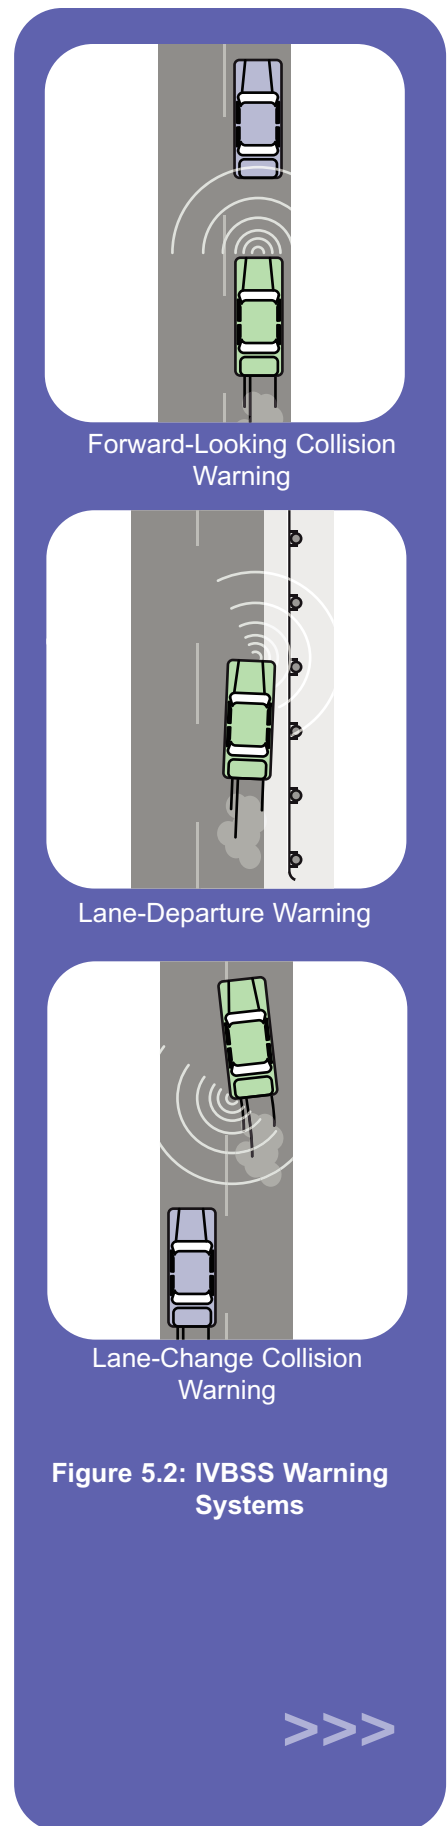 Forward-Looking Collision
Warning
Lane-Departure Warning
Lane-Change Collision
Warning
Figure 5.2: IVBSS Warning
Systems
>>>